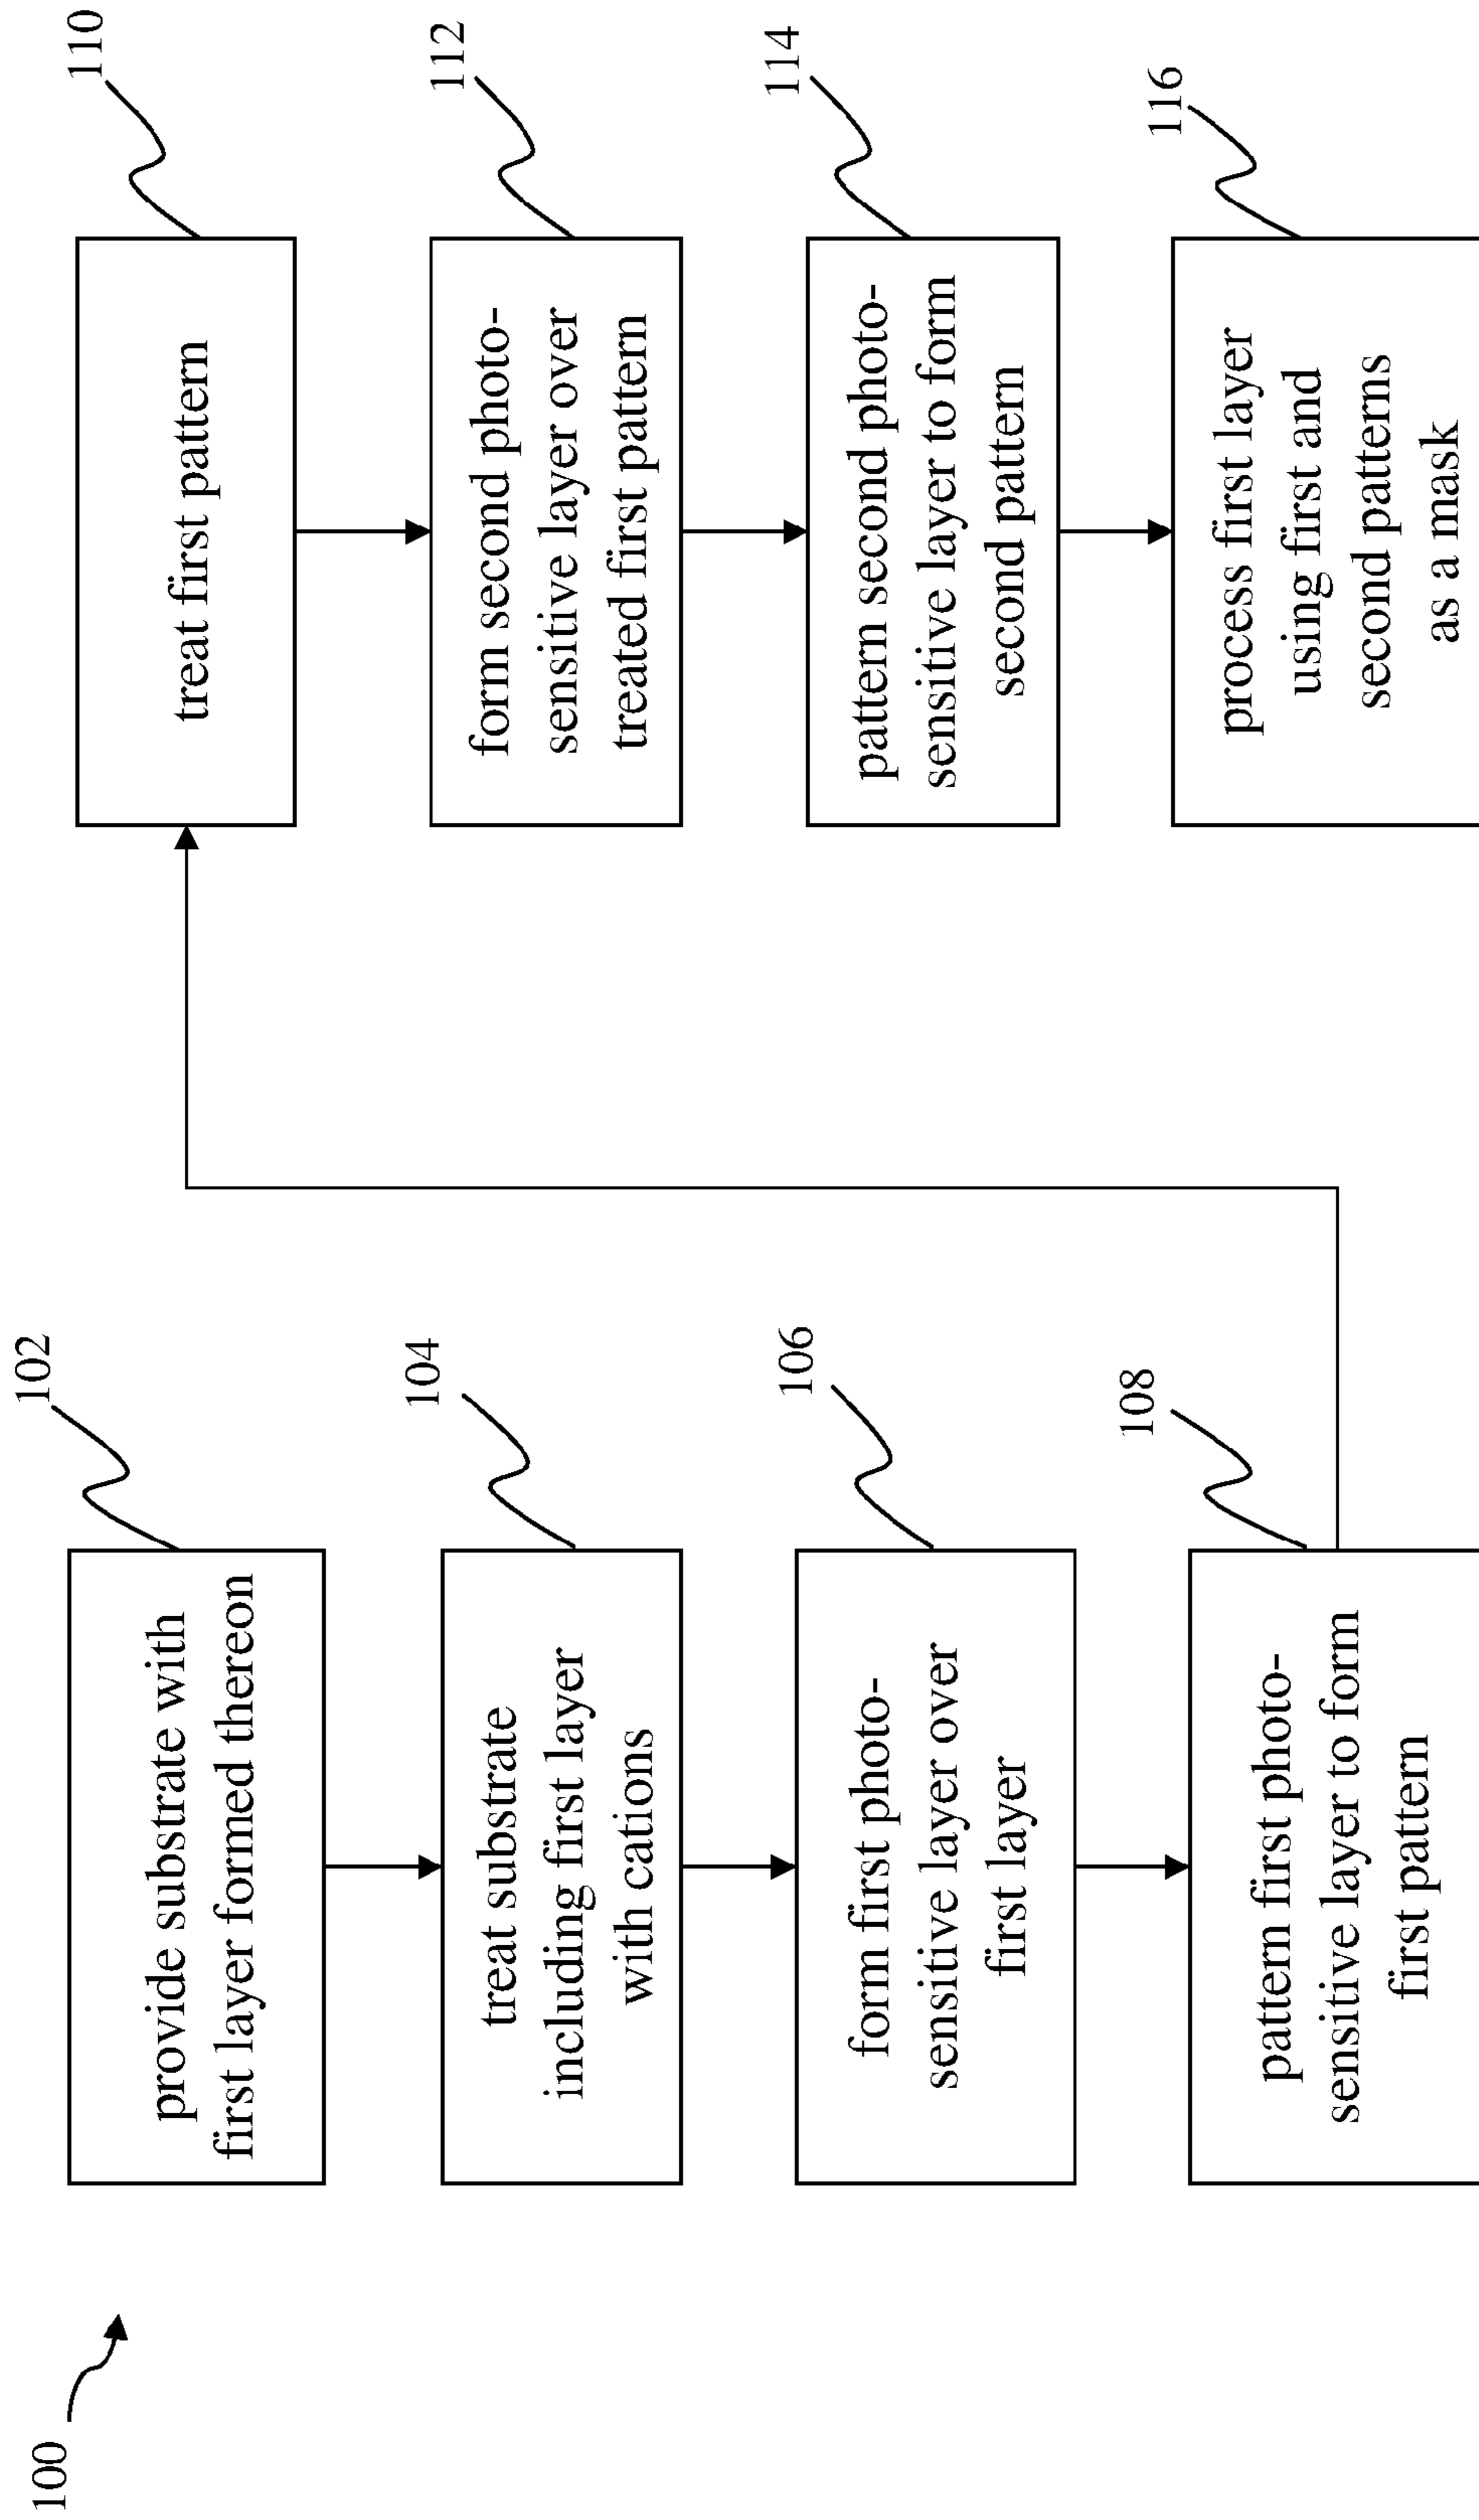 100
102
provide substrate with
first layer formed thereon
104
treat substrate
including first layer
with cations
106
form first photo-
sensitive layer over
first layer
108
pattern first photo-
sensitive layer to form
first pattern
110
treat first pattern
112
form second photo-
sensitive layer over
treated first pattern
114
pattern second photo-
sensitive layer to form
second pattern
116
process first layer
using first and
second patterns
as a mask